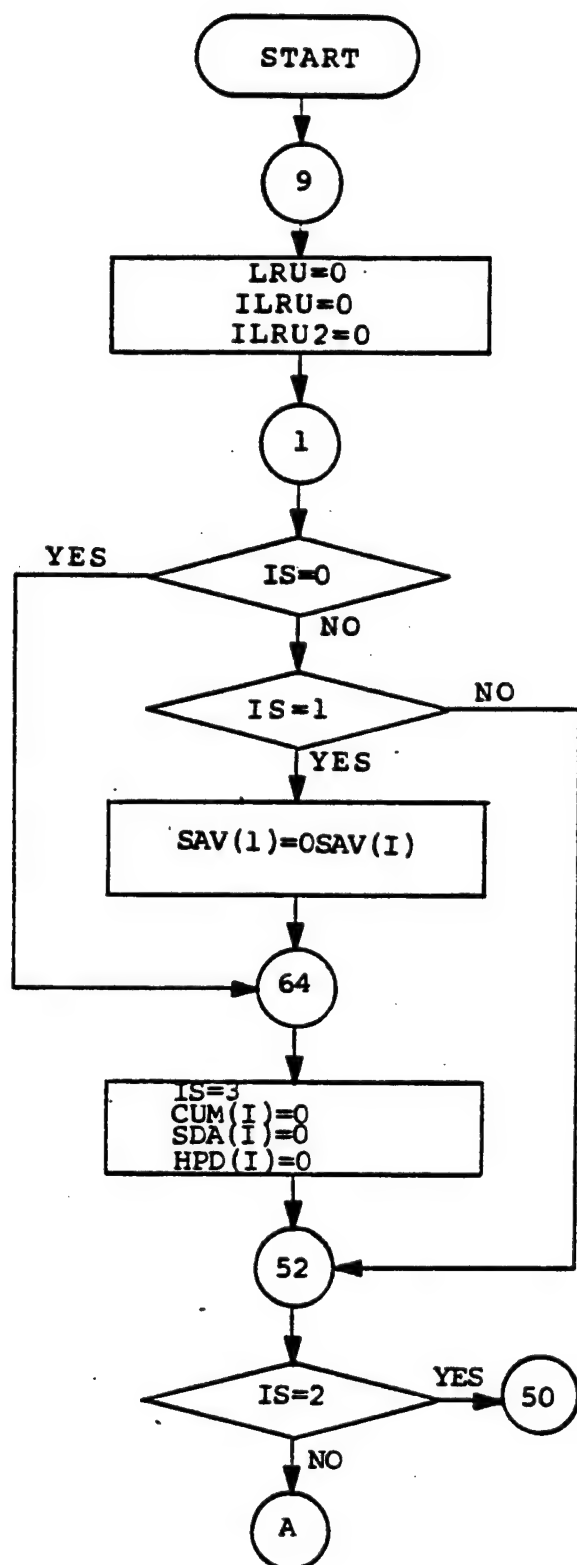 START
9
LRU=0
ILRU=0
ILRU2=0
1
YES
IS=0
NO
IS=1
NO
YES
SAV(1)=OSAV(I)
64
IS=3
CUM(I)=0
SDA(I)=0
HPD(I)=0
52
IS=2
YES
50
NO
A